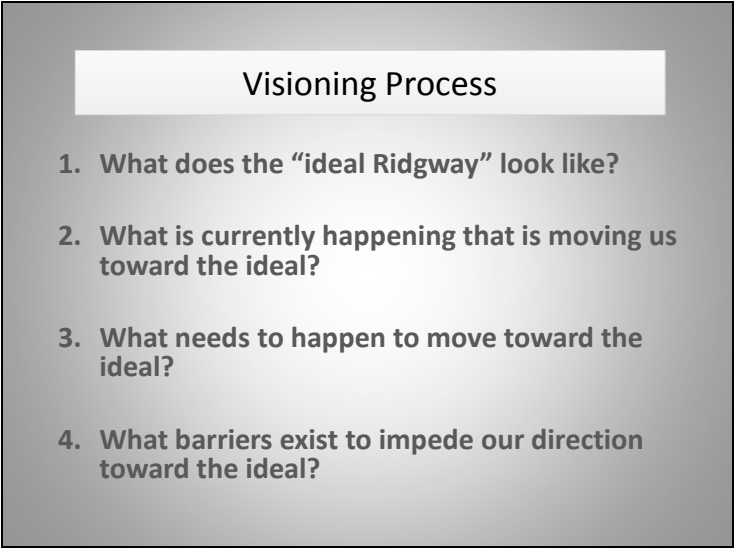 Visioning Process
1. What does the “ideal Ridgway” look like?
2. What is currently happening that is moving us
toward the ideal?
3. What needs to happen to move toward the
ideal?
4. What barriers exist to impede our direction
toward the ideal?